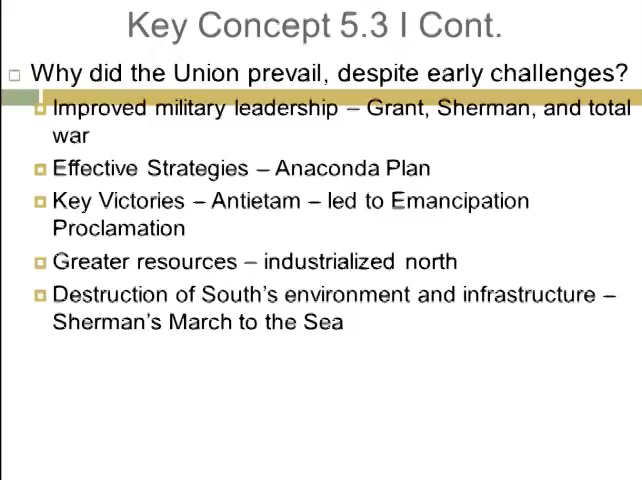 Key Concept 5.3 I Cont.
Why did the Union prevail, despite early challenges?
Improved military leadership – Grant, Sherman, and total
war
Effective Strategies – Anaconda Plan
Key Victories – Antietam – led to Emancipation
Proclamation
Greater resources – industrialized north
Destruction of South's environment and infrastructure –
Sherman's March to the Sea